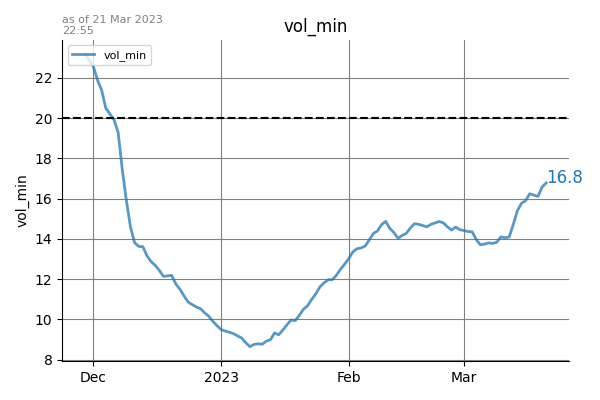 as of 21 Mar 2023
22:55
vol_min
vol_min
22
20
18
16
14
12
10
8
vol_min
16.8
Dec
2023
Feb
Mar